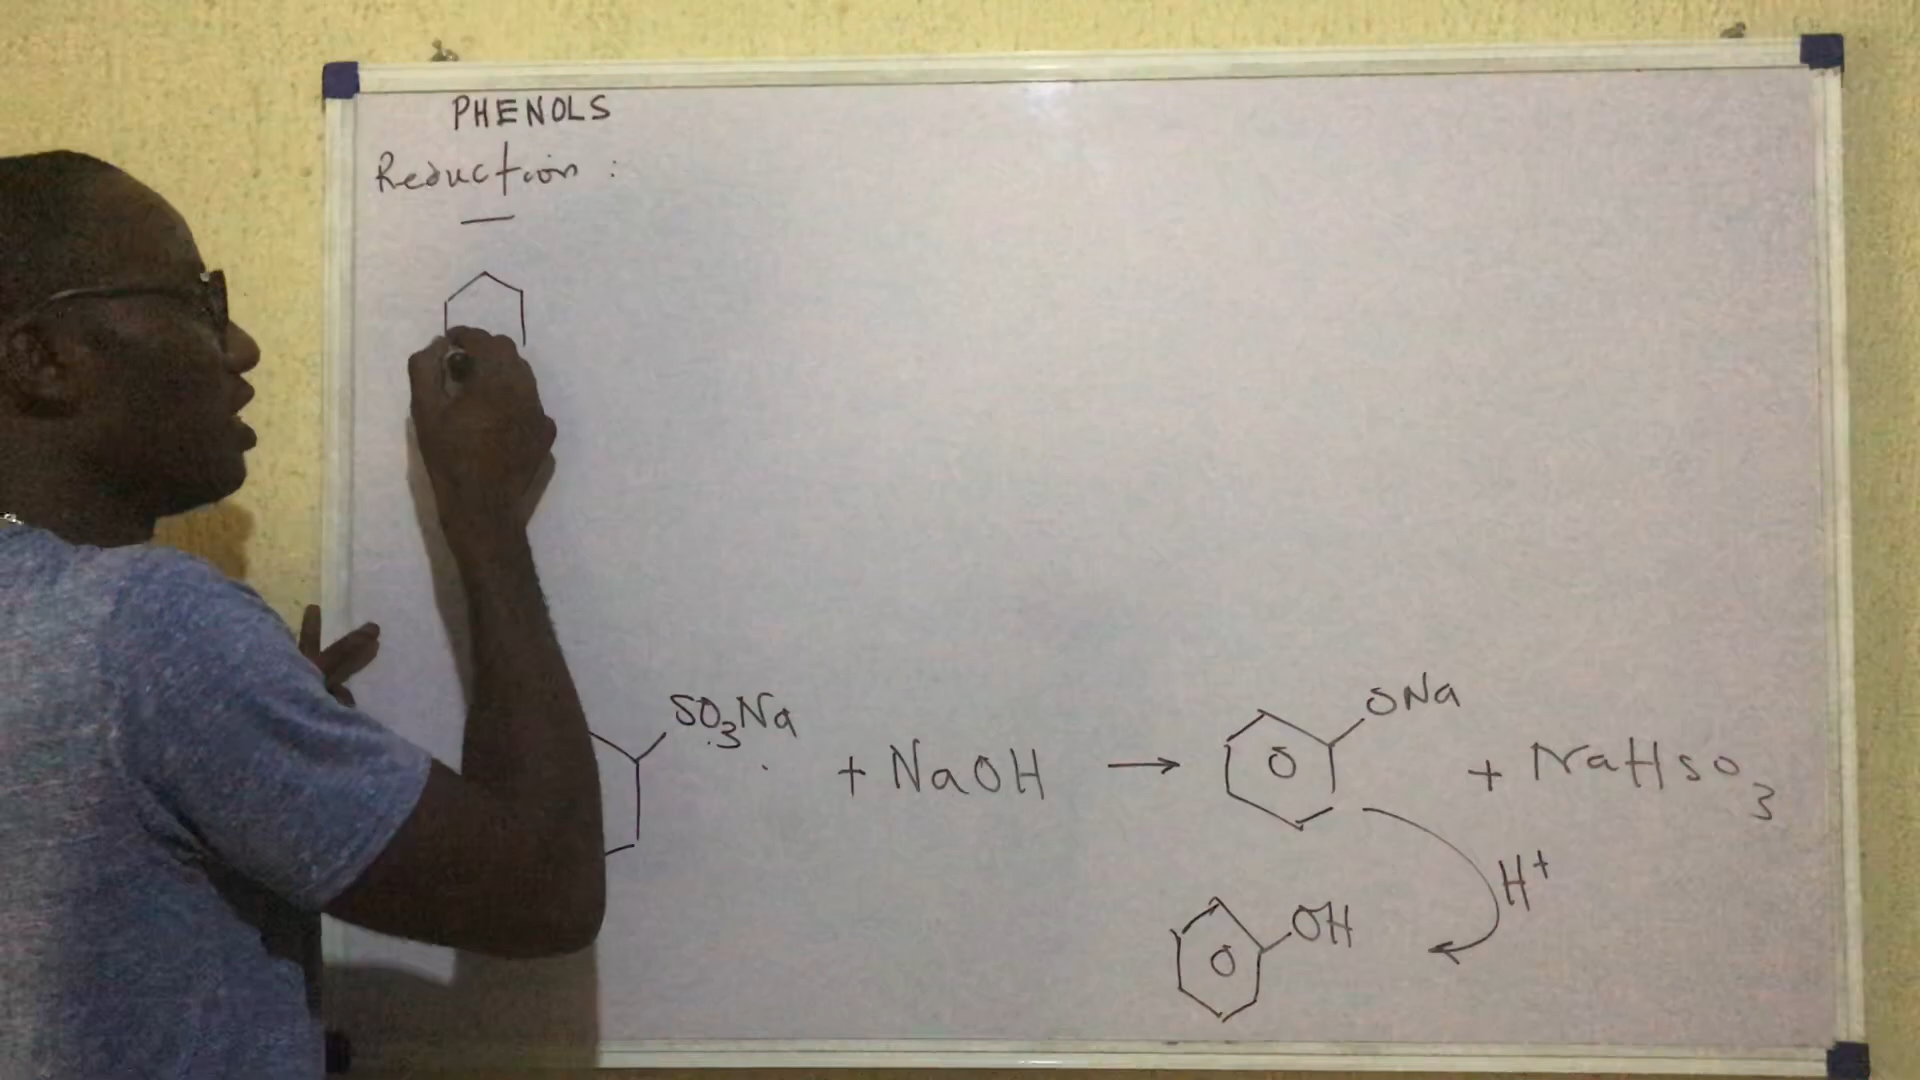 PHENOLS
Reduction :
SO₃Na + NaOH → ONa + NaHSO₃
H⁺
OH